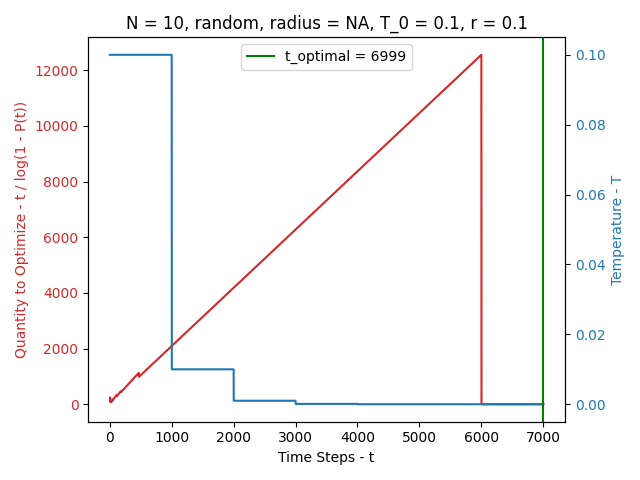 N = 10, random, radius = NA, T_0 = 0.1, r = 0.1
t_optimal = 6999
Quantity to Optimize - t / log(1 - P(t))
12000
10000
8000
6000
4000
2000
0
0.10
0.08
0.06
0.04
0.02
0.00
Temperature - T
0 1000 2000 3000 4000 5000 6000 7000
Time Steps - t